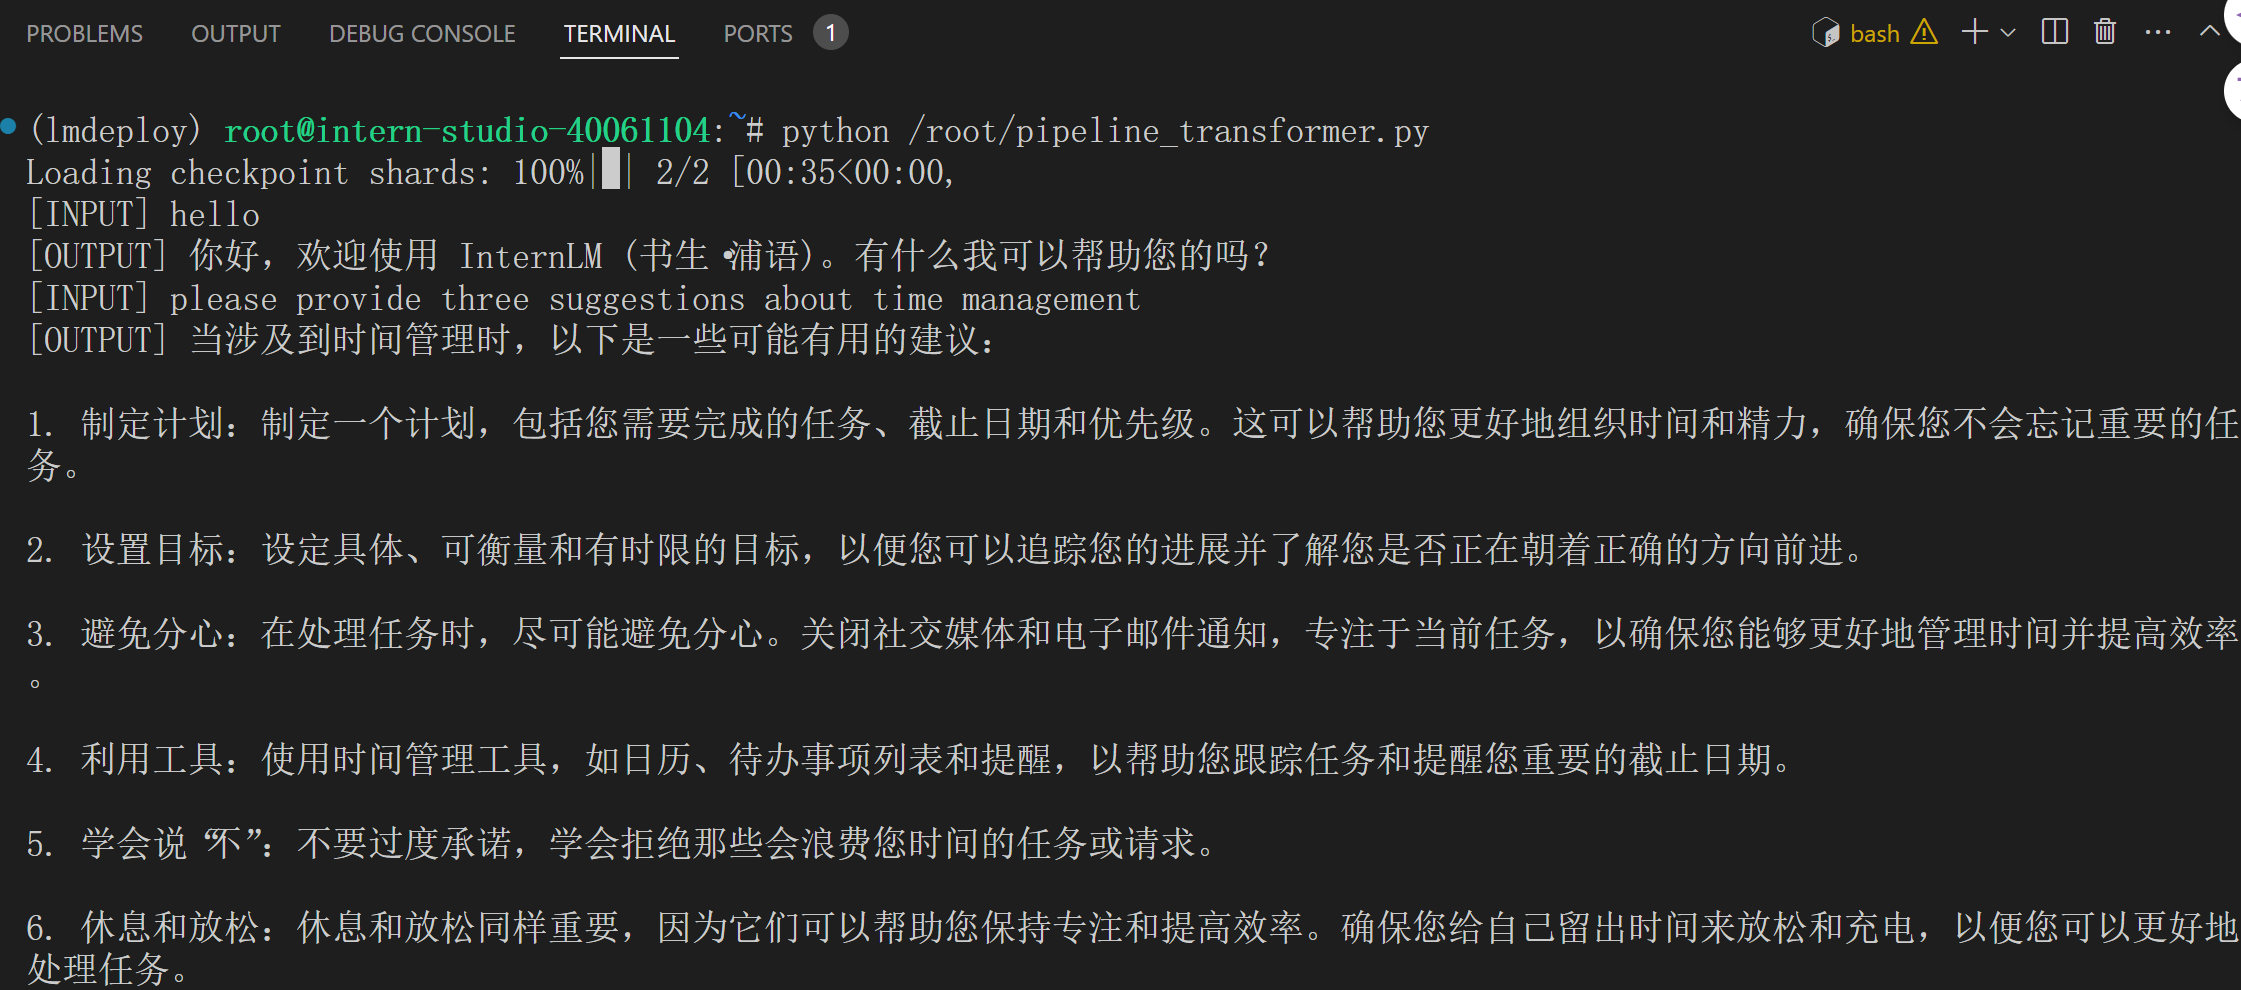 PROBLEMS OUTPUT DEBUG CONSOLE TERMINAL PORTS 1 bash
(lmdeploy) root@intern-studio-40061104:~# python /root/pipeline_transformer.py
Loading checkpoint shards: 100%|█| 2/2 [00:35<00:00,
[INPUT] hello
[OUTPUT] 你好，欢迎使用 InternLM (书生·浦语)。有什么我可以帮助您的吗？
[INPUT] please provide three suggestions about time management
[OUTPUT] 当涉及到时间管理时，以下是一些可能有用的建议：
1. 制定计划：制定一个计划，包括您需要完成的任务、截止日期和优先级。这可以帮助您更好地组织时间和精力，确保您不会忘记重要的任
务。
2. 设置目标：设定具体、可衡量和有时限的目标，以便您可以追踪您的进展并了解您是否正在朝着正确的方向前进。
3. 避免分心：在处理任务时，尽可能避免分心。关闭社交媒体和电子邮件通知，专注于当前任务，以确保您能够更好地管理时间并提高效率
。
4. 利用工具：使用时间管理工具，如日历、待办事项列表和提醒，以帮助您跟踪任务和提醒您重要的截止日期。
5. 学会说“不”：不要过度承诺，学会拒绝那些会浪费您时间的任务或请求。
6. 休息和放松：休息和放松同样重要，因为它们可以帮助您保持专注和提高效率。确保您给自己留出时间来放松和充电，以便您可以更好地
处理任务。